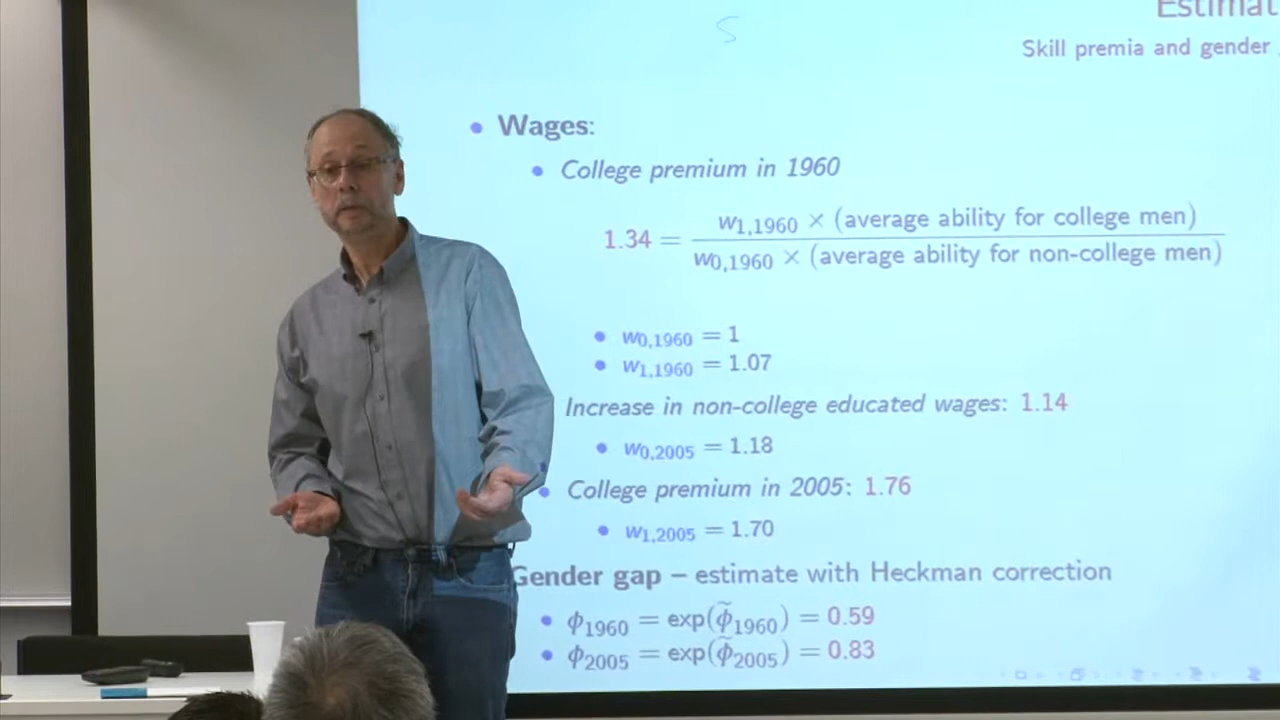 Skill premia and gender
• Wages:
• College premium in 1960
1.34 = w₁,₁₉₆₀ × (average ability for college men) / w₀,₁₉₆₀ × (average ability for non-college men)
• w₀,₁₉₆₀ = 1
• w₁,₁₉₆₀ = 1.07
Increase in non-college educated wages: 1.14
• w₀,₂₀₀₅ = 1.18
• College premium in 2005: 1.76
• w₁,₂₀₀₅ = 1.70
Gender gap – estimate with Heckman correction
• ϕ₁₉₆₀ = exp(ϕ̃₁₉₆₀) = 0.59
• ϕ₂₀₀₅ = exp(ϕ̃₂₀₀₅) = 0.83